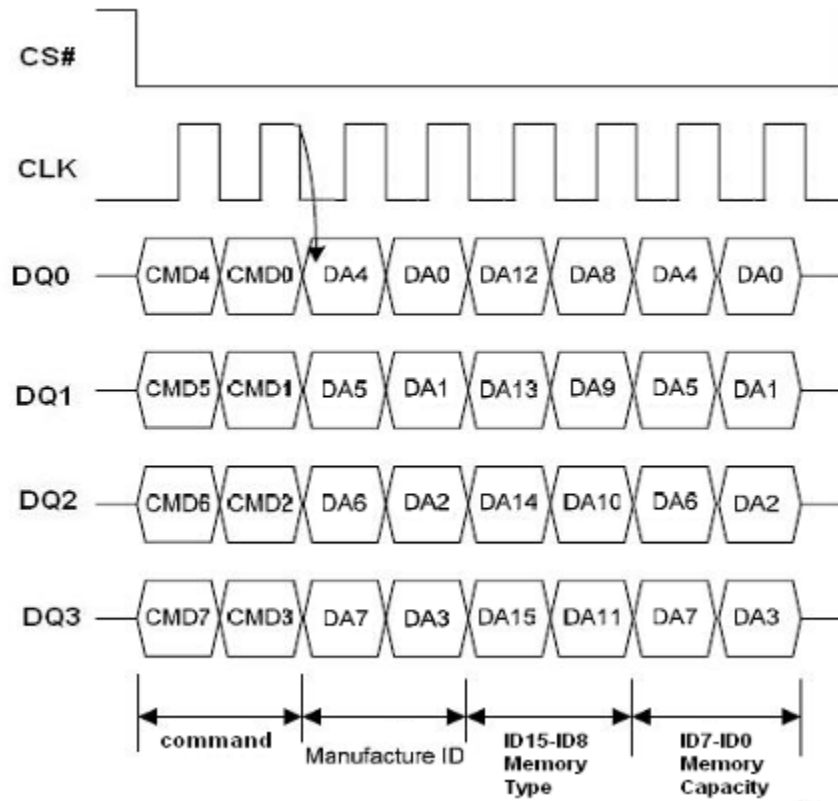 CS#
CLK
DQ0 CMD4 CMD0 DA4 DA0 DA12 DA8 DA4 DA0
DQ1 CMD5 CMD1 DA5 DA1 DA13 DA9 DA5 DA1
DQ2 CMD6 CMD2 DA6 DA2 DA14 DA10 DA6 DA2
DQ3 CMD7 CMD3 DA7 DA3 DA15 DA11 DA7 DA3
command
Manufacture ID
ID15-ID8
Memory
Type
ID7-ID0
Memory
Capacity